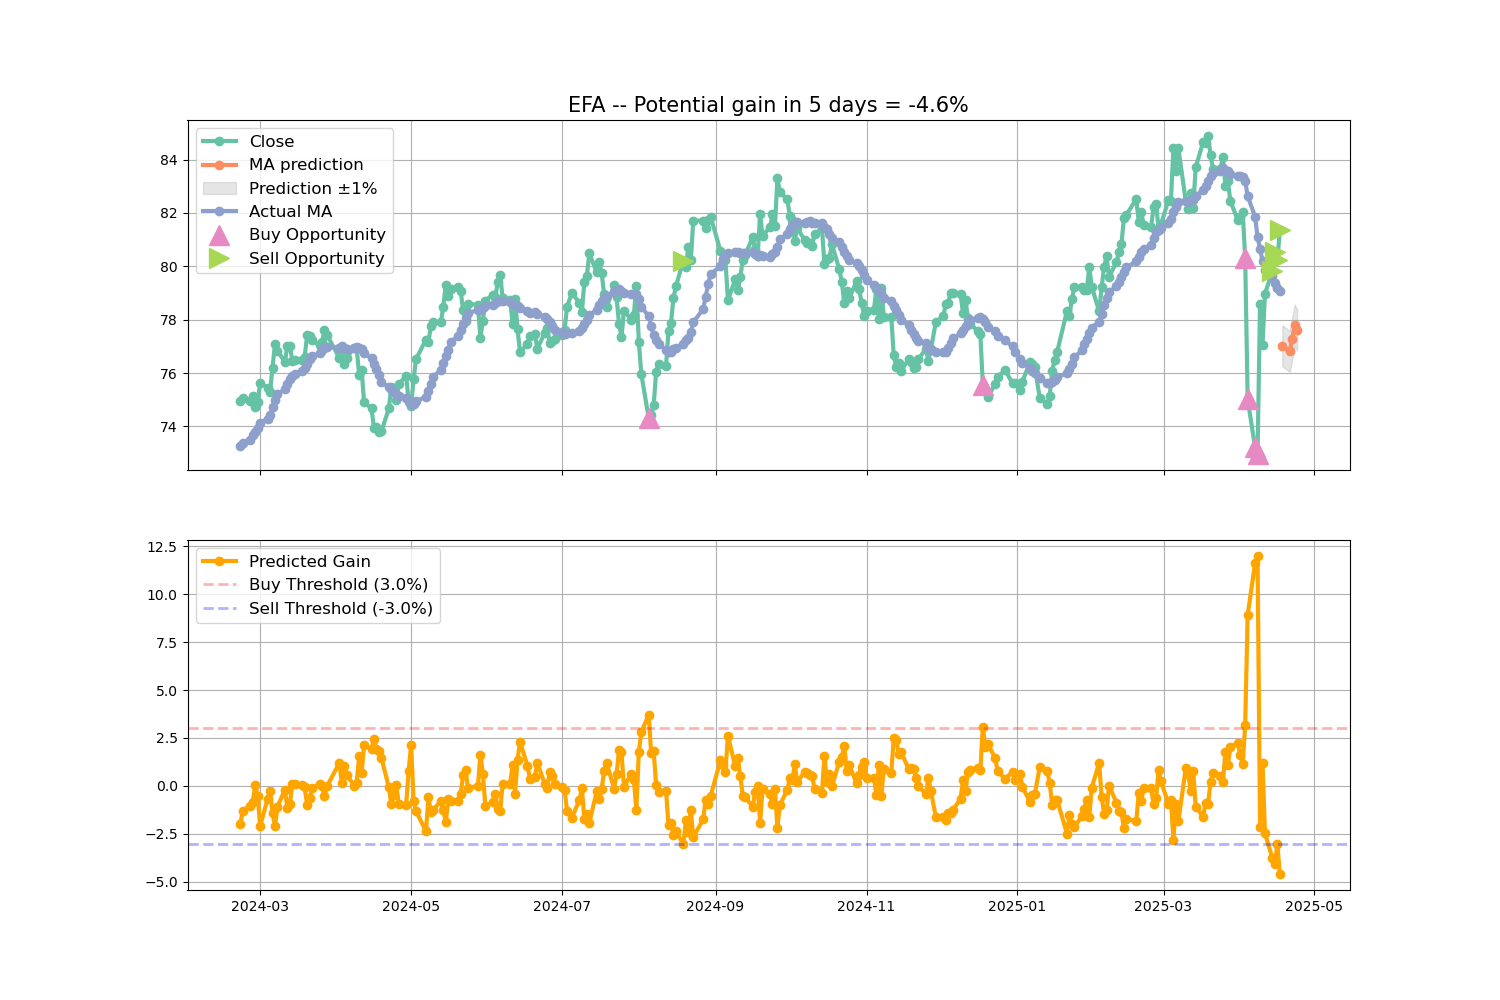 EFA -- Potential gain in 5 days = -4.6%
Close
MA prediction
Prediction ±1%
Actual MA
Buy Opportunity
Sell Opportunity
84
82
80
78
76
74
Predicted Gain
Buy Threshold (3.0%)
Sell Threshold (-3.0%)
12.5
10.0
7.5
5.0
2.5
0.0
−2.5
−5.0
2024-03 2024-05 2024-07 2024-09 2024-11 2025-01 2025-03 2025-05